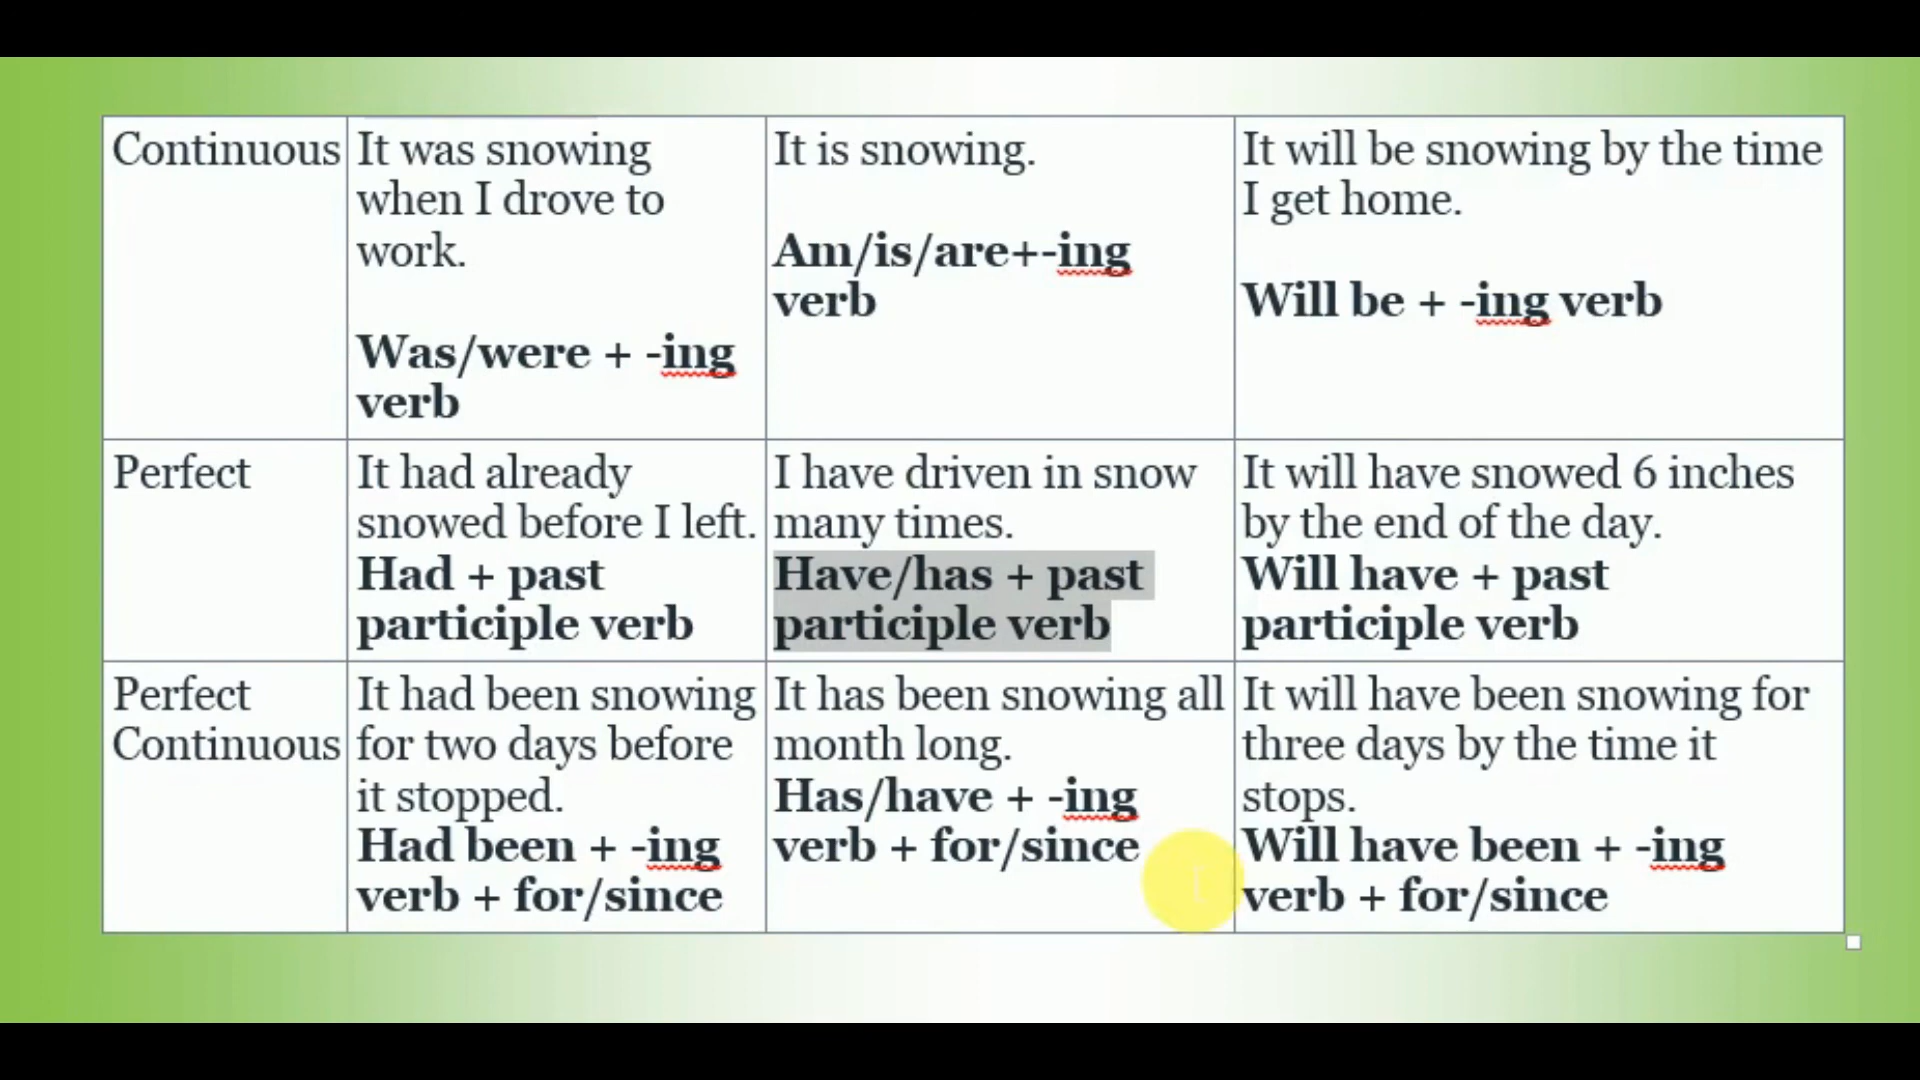 Continuous
It was snowing
when I drove to
work.
Was/were + -ing
verb
It is snowing.
Am/is/are+-ing
verb
It will be snowing by the time
I get home.
Will be + -ing verb
Perfect
It had already
snowed before I left.
Had + past
participle verb
I have driven in snow
many times.
Have/has + past
participle verb
It will have snowed 6 inches
by the end of the day.
Will have + past
participle verb
Perfect
Continuous
It had been snowing
for two days before
it stopped.
Had been + -ing
verb + for/since
It has been snowing all
month long.
Has/have + -ing
verb + for/since
It will have been snowing for
three days by the time it
stops.
Will have been + -ing
verb + for/since